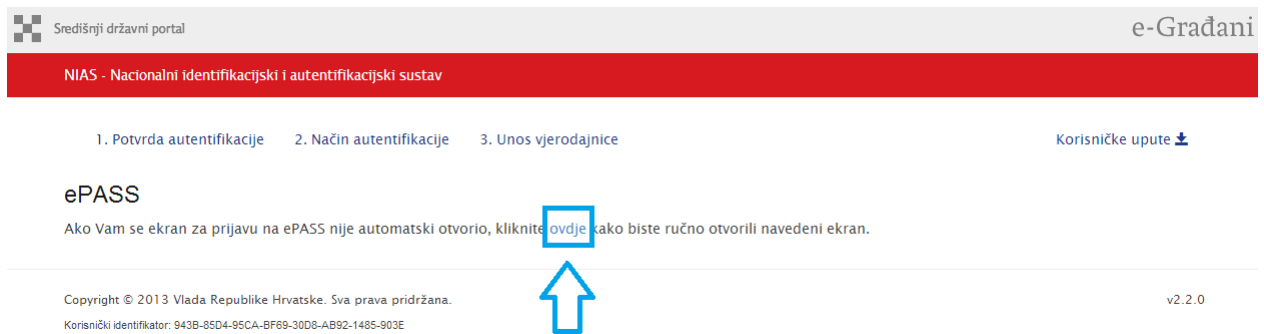 Središnji državni portal
e-Građani
NIAS - Nacionalni identifikacijski i autentifikacijski sustav
1. Potvrda autentifikacije 2. Način autentifikacije 3. Unos vjerodajnice Korisničke upute
ePASS
Ako Vam se ekran za prijavu na ePASS nije automatski otvorio, kliknite ovdje kako biste ručno otvorili navedeni ekran.
Copyright © 2013 Vlada Republike Hrvatske. Sva prava pridržana. v2.2.0
Korisnički identifikator: 943B-85D4-95CA-BF69-30D8-AB92-1485-903E